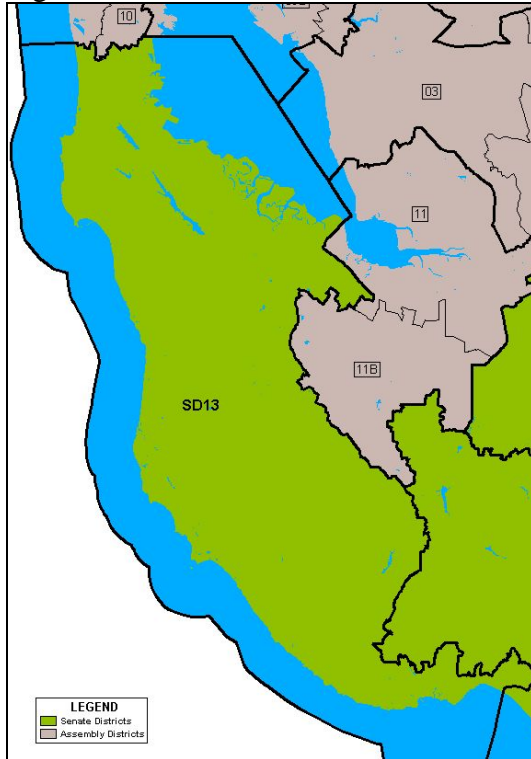 10
03
11
11B
SD13
LEGEND
Senate Districts
Assembly Districts